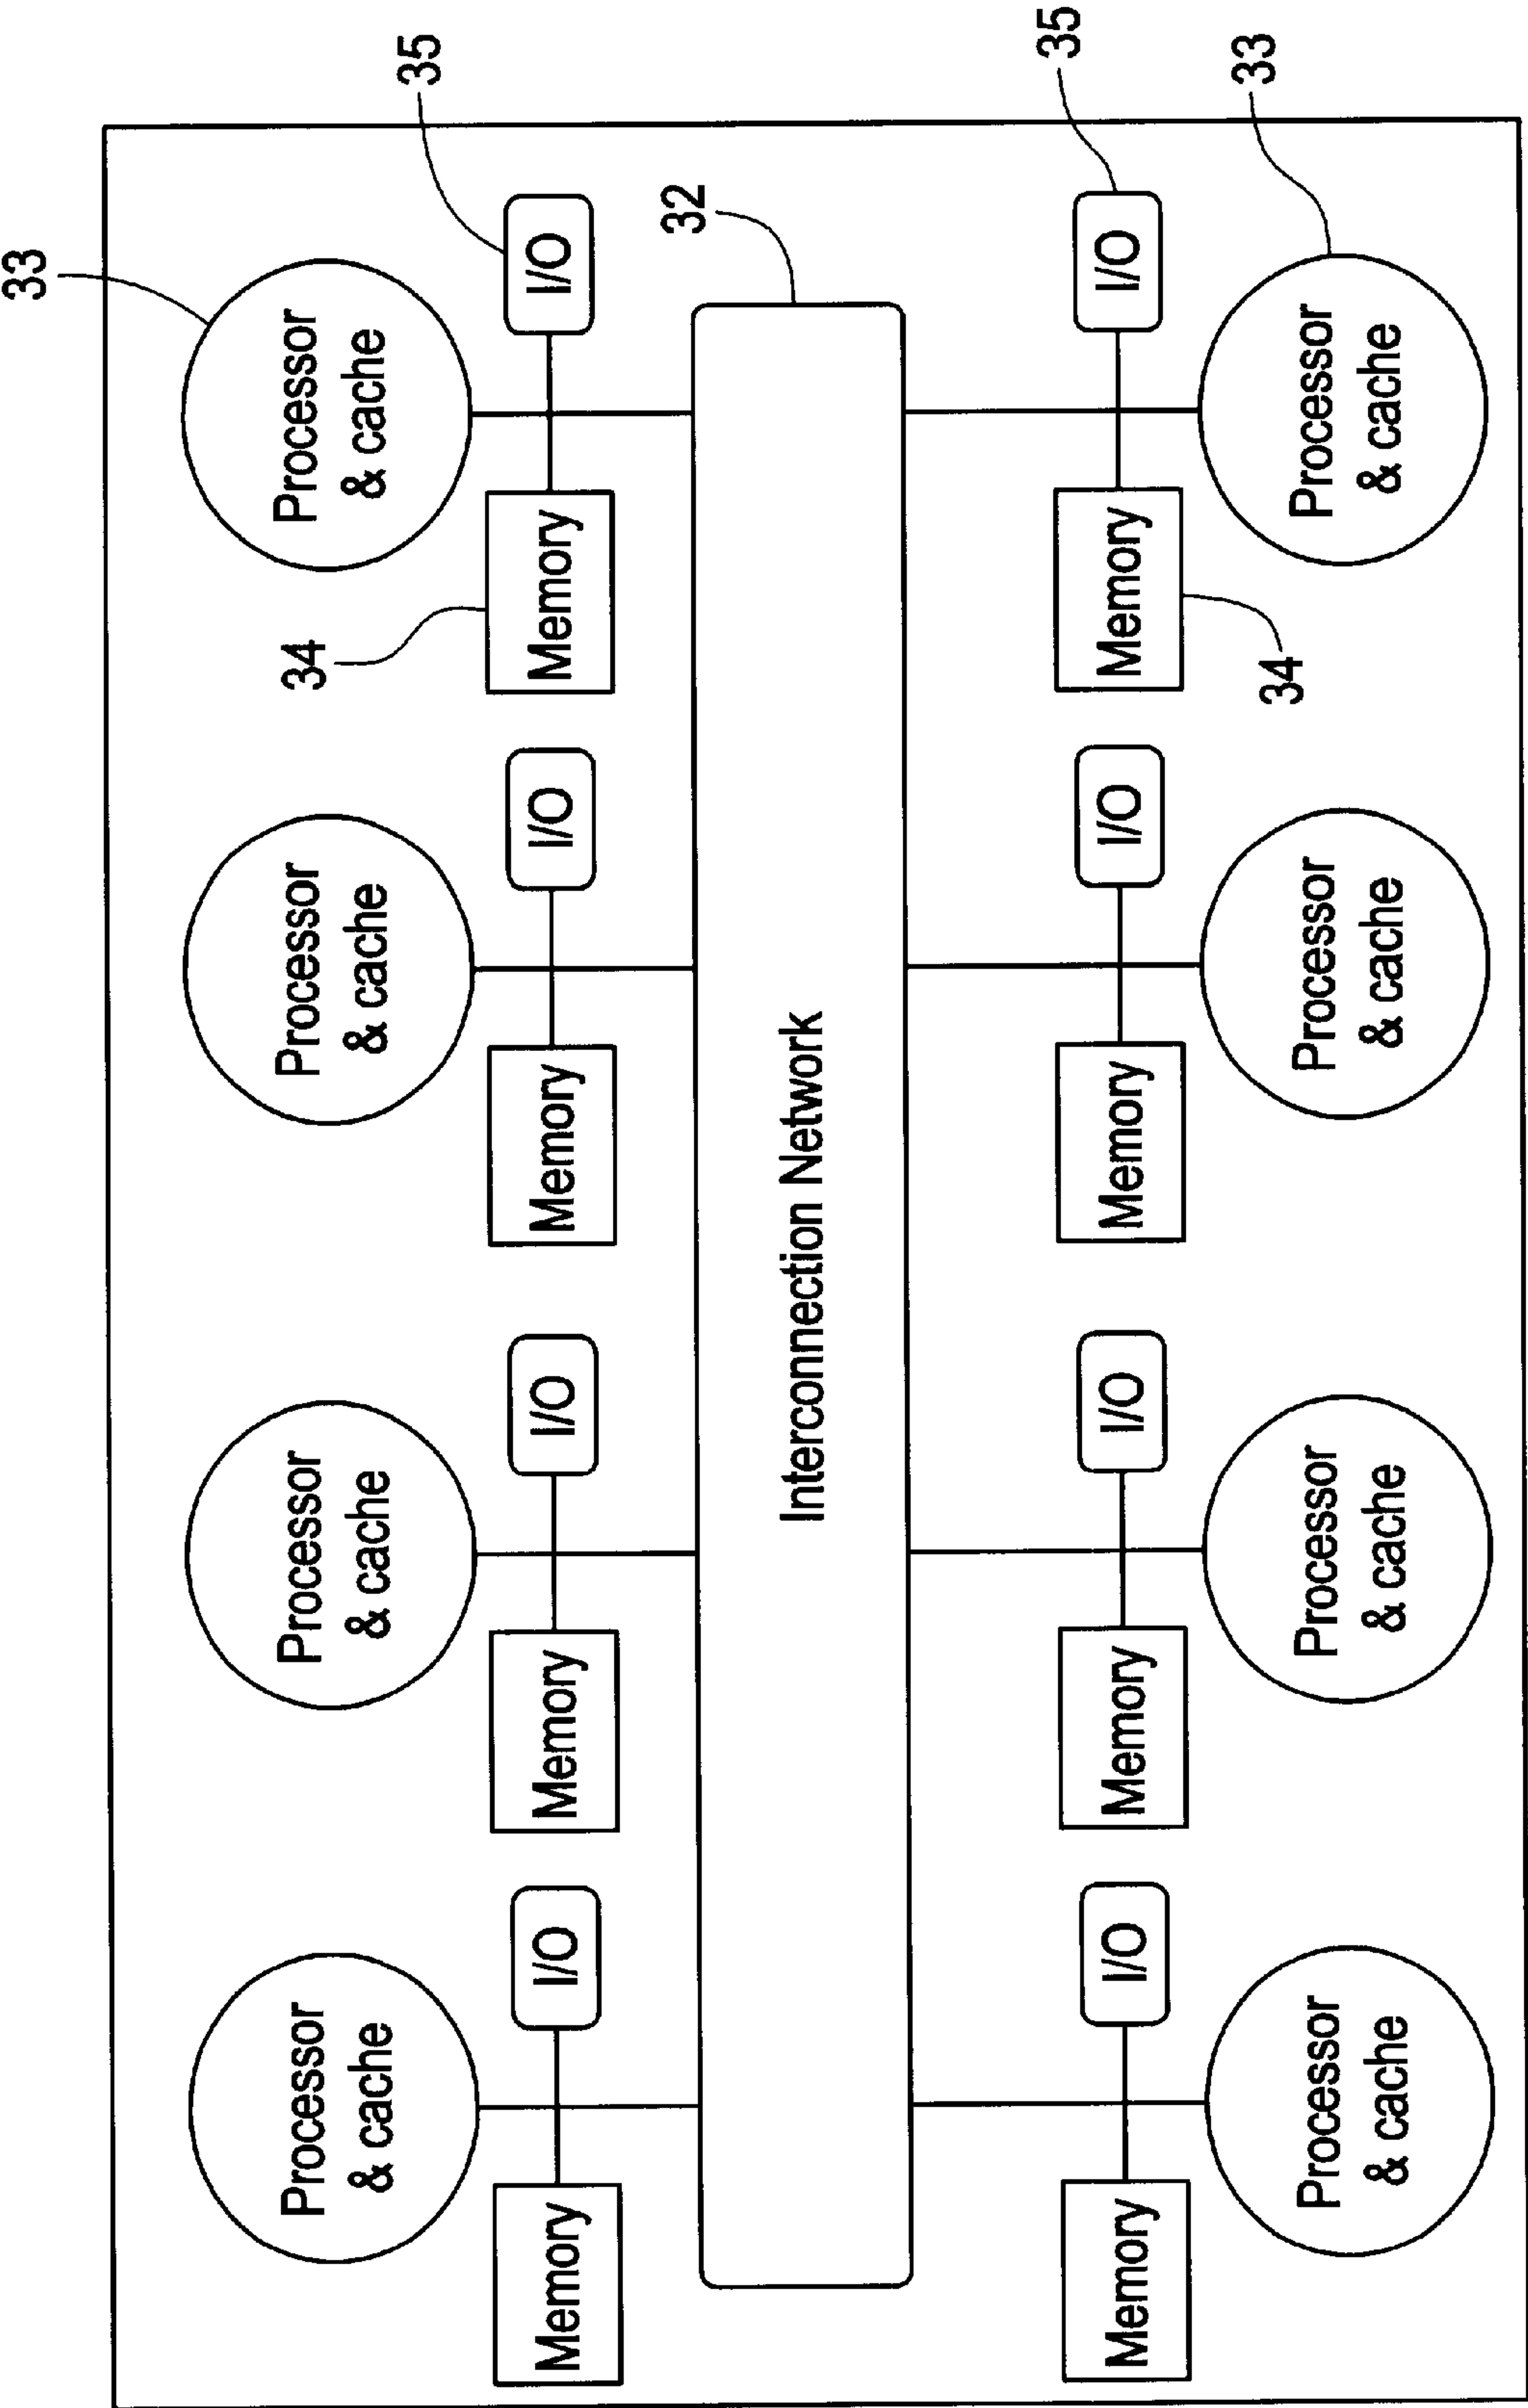 33
Processor
& cache
Processor
& cache
Processor
& cache
Processor
& cache
34
35
Memory
I/O
Memory
I/O
Memory
I/O
Memory
I/O
32
Interconnection Network
35
Memory
I/O
Memory
I/O
Memory
I/O
Memory
I/O
34
33
Processor
& cache
Processor
& cache
Processor
& cache
Processor
& cache